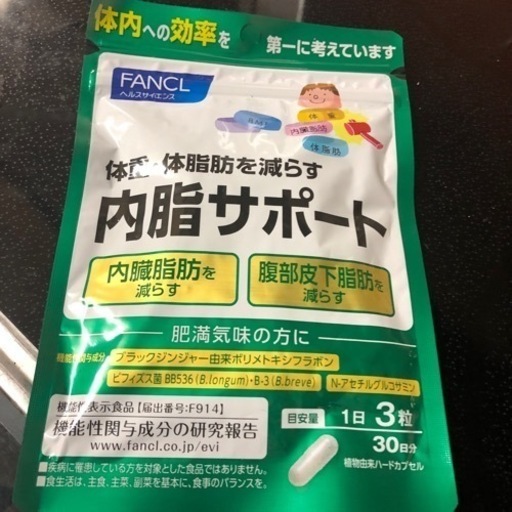 体内への効率を 第一に考えています
FANCL
ヘルスサイエンス
BMI
体重
内臓脂肪
体脂肪
体重・体脂肪を減らす
内脂サポート
内臓脂肪を
減らす
腹部皮下脂肪を
減らす
肥満気味の方に
機能性関与成分
ブラックジンジャー由来ポリメトキシフラボン
ビフィズス菌 BB536(B.longum)・B-3(B.breve)
N-アセチルグルコサミン
機能性表示食品【届出番号:F914】
機能性関与成分の研究報告
www.fancl.co.jp/evi
目安量 1日3粒
30日分
植物由来ハードカプセル
■疾病に罹患している方を対象とした食品ではありません。
■食生活は、主食、主菜、副菜を基本に、食事のバランスを。